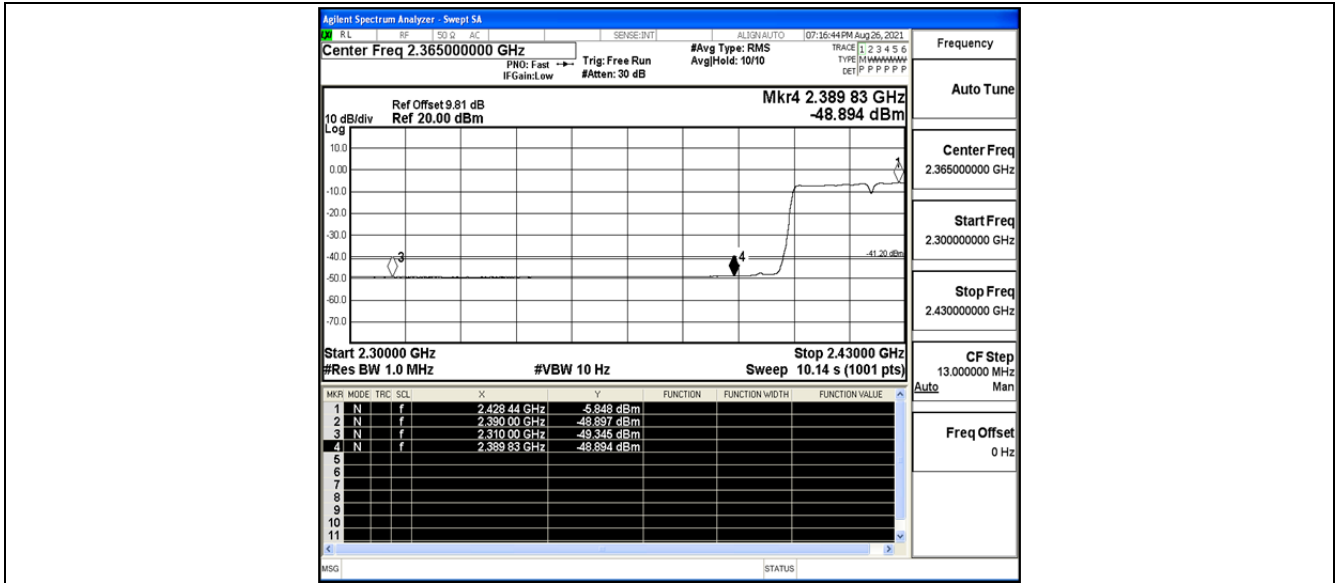 Agilent Spectrum Analyzer - Swept SA
LXI RL RF 50 Ω AC SENSE:INT ALIGNAUTO 07:16:44 PM Aug 26, 2021
Center Freq 2.365000000 GHz
PNO: Fast
IFGain:Low
Trig: Free Run
#Atten: 30 dB
#Avg Type: RMS
Avg|Hold: 10/10
TRACE 1 2 3 4 5 6
TYPE M WWWWW
DET P P P P P P
Mkr4 2.389 83 GHz
-48.894 dBm
Ref Offset 9.81 dB
10 dB/div Ref 20.00 dBm
Log
10.0
0.00
-10.0
-20.0
-30.0
-40.0
-50.0
-60.0
-70.0
1
3
4
-41.20 dBm
Start 2.30000 GHz Stop 2.43000 GHz
#Res BW 1.0 MHz #VBW 10 Hz Sweep 10.14 s (1001 pts)
MKR MODE TRC SCL X Y FUNCTION FUNCTION WIDTH FUNCTION VALUE
1 N f 2.428 44 GHz -5.848 dBm
2 N f 2.390 00 GHz -48.897 dBm
3 N f 2.310 00 GHz -49.345 dBm
4 N f 2.389 83 GHz -48.894 dBm
5
6
7
8
9
10
11
MSG STATUS
Frequency
Auto Tune
Center Freq
2.365000000 GHz
Start Freq
2.300000000 GHz
Stop Freq
2.430000000 GHz
CF Step
13.000000 MHz
Auto Man
Freq Offset
0 Hz